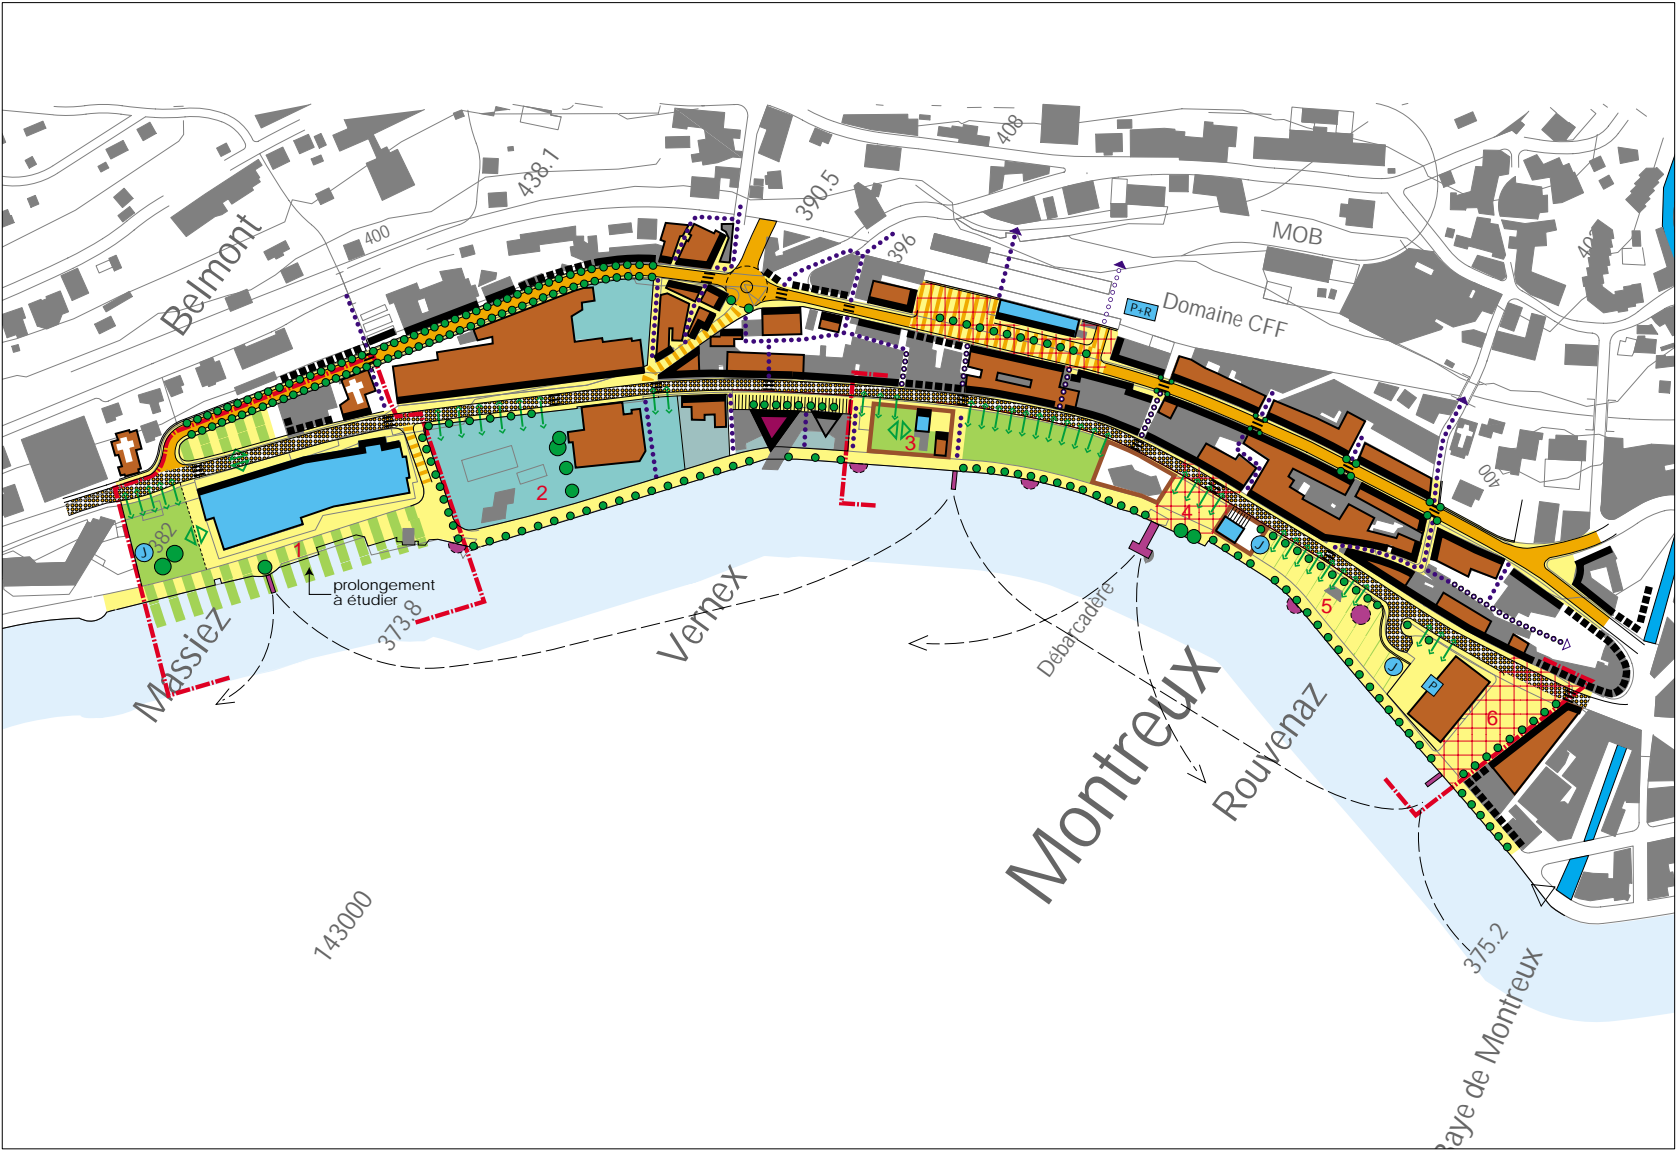 408
438.1
390.5
Belmont
400
396
MOB
P+R
Domaine CFF
400
3
2
4
J
382
J
1
prolongement
à étudier
5
373.8
Massiez
Vernex
Débarcadère
J
P
6
Montreux
Rouvenaz
143000
375.2
Baye de Montreux